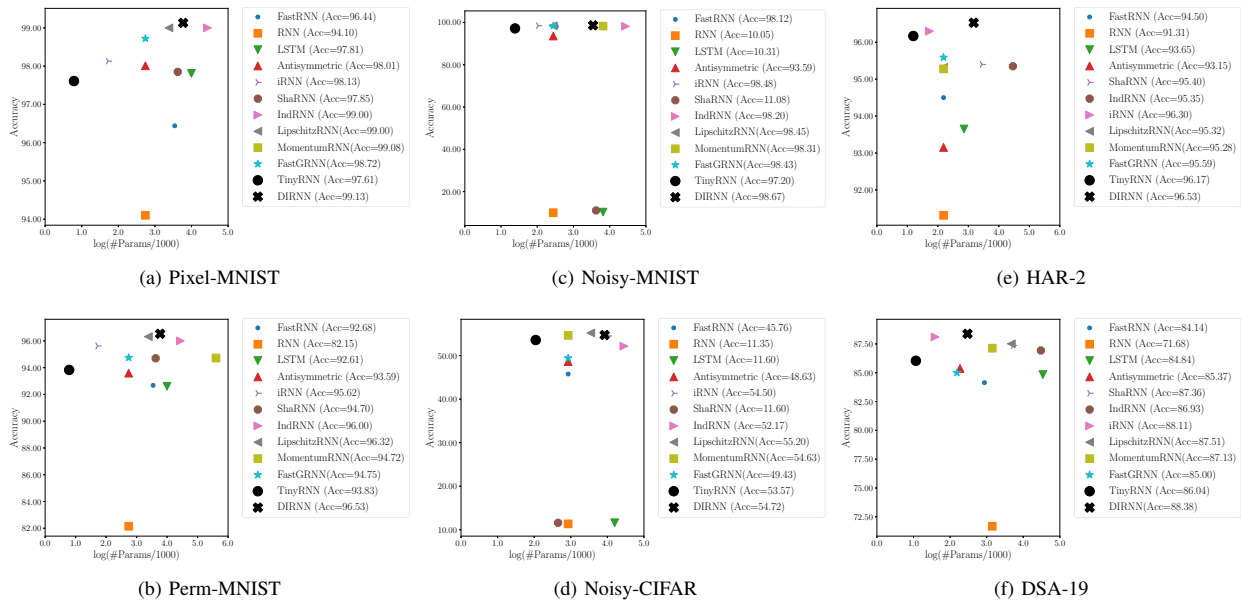 99.00
98.00
97.00
96.00
95.00
94.00
Accuracy
0.0 1.0 2.0 3.0 4.0 5.0
log(#Params/1000)
FastRNN (Acc=96.44)
RNN (Acc=94.10)
LSTM (Acc=97.81)
Antisymmetric (Acc=98.01)
iRNN (Acc=98.13)
ShaRNN (Acc=97.85)
IndRNN (Acc=99.00)
LipschitzRNN(Acc=99.00)
MomentumRNN(Acc=99.08)
FastGRNN (Acc=98.72)
TinyRNN (Acc=97.61)
DIRNN (Acc=99.13)
(a) Pixel-MNIST
100.00
80.00
60.00
40.00
20.00
Accuracy
0.0 1.0 2.0 3.0 4.0 5.0
log(#Params/1000)
FastRNN (Acc=98.12)
RNN (Acc=10.05)
LSTM (Acc=10.31)
Antisymmetric (Acc=93.59)
iRNN (Acc=98.48)
ShaRNN (Acc=11.08)
IndRNN (Acc=98.20)
LipschitzRNN(Acc=98.45)
MomentumRNN(Acc=98.31)
FastGRNN (Acc=98.43)
TinyRNN (Acc=97.20)
DIRNN (Acc=98.67)
(c) Noisy-MNIST
96.00
95.00
94.00
93.00
92.00
Accuracy
0.0 1.0 2.0 3.0 4.0 5.0
log(#Params/1000)
FastRNN (Acc=94.50)
RNN (Acc=91.31)
LSTM (Acc=93.65)
Antisymmetric (Acc=93.15)
ShaRNN (Acc=95.40)
IndRNN (Acc=95.35)
iRNN (Acc=96.30)
LipschitzRNN(Acc=95.32)
MomentumRNN(Acc=95.28)
FastGRNN (Acc=95.59)
TinyRNN (Acc=96.17)
DIRNN (Acc=96.53)
(e) HAR-2
96.00
94.00
92.00
90.00
88.00
86.00
84.00
82.00
Accuracy
0.0 1.0 2.0 3.0 4.0 5.0 6.0
log(#Params/1000)
FastRNN (Acc=92.68)
RNN (Acc=82.15)
LSTM (Acc=92.61)
Antisymmetric (Acc=93.59)
iRNN (Acc=95.62)
ShaRNN (Acc=94.70)
IndRNN (Acc=96.00)
LipschitzRNN(Acc=96.32)
MomentumRNN(Acc=94.72)
FastGRNN (Acc=94.75)
TinyRNN (Acc=93.83)
DIRNN (Acc=96.53)
(b) Perm-MNIST
50.00
40.00
30.00
20.00
10.00
Accuracy
0.0 1.0 2.0 3.0 4.0 5.0
log(#Params/1000)
FastRNN (Acc=45.76)
RNN (Acc=11.35)
LSTM (Acc=11.60)
Antisymmetric (Acc=48.63)
iRNN (Acc=54.50)
ShaRNN (Acc=11.60)
IndRNN (Acc=52.17)
LipschitzRNN(Acc=55.20)
MomentumRNN(Acc=54.63)
FastGRNN (Acc=49.43)
TinyRNN (Acc=53.57)
DIRNN (Acc=54.72)
(d) Noisy-CIFAR
87.50
85.00
82.50
80.00
77.50
75.00
72.50
Accuracy
0.0 1.0 2.0 3.0 4.0 5.0
log(#Params/1000)
FastRNN (Acc=84.14)
RNN (Acc=71.68)
LSTM (Acc=84.84)
Antisymmetric (Acc=85.37)
ShaRNN (Acc=87.36)
IndRNN (Acc=86.93)
iRNN (Acc=88.11)
LipschitzRNN(Acc=87.51)
MomentumRNN(Acc=87.13)
FastGRNN (Acc=85.00)
TinyRNN (Acc=86.04)
DIRNN(Acc=88.38)
(f) DSA-19